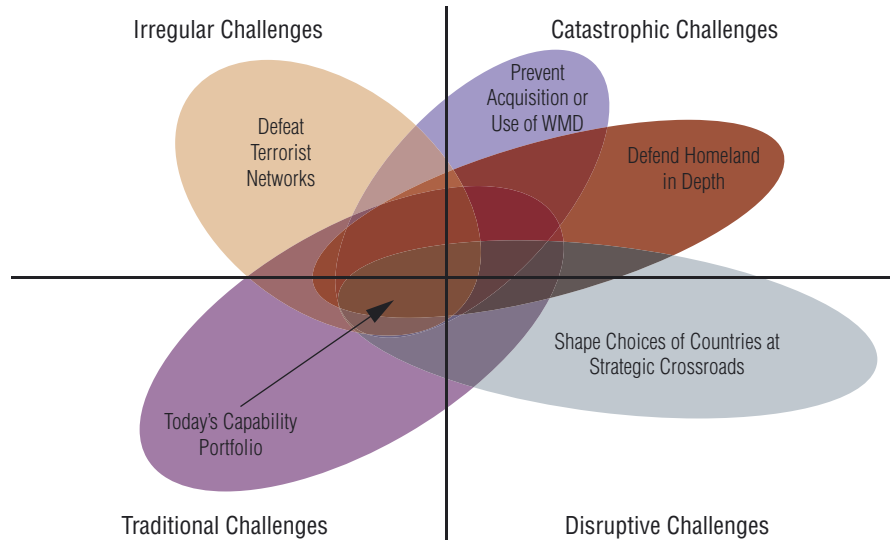 Irregular Challenges
Catastrophic Challenges
Prevent
Acquisition or
Use of WMD
Defeat
Terrorist
Networks
Defend Homeland
in Depth
Shape Choices of Countries at
Strategic Crossroads
Today's Capability
Portfolio
Traditional Challenges
Disruptive Challenges